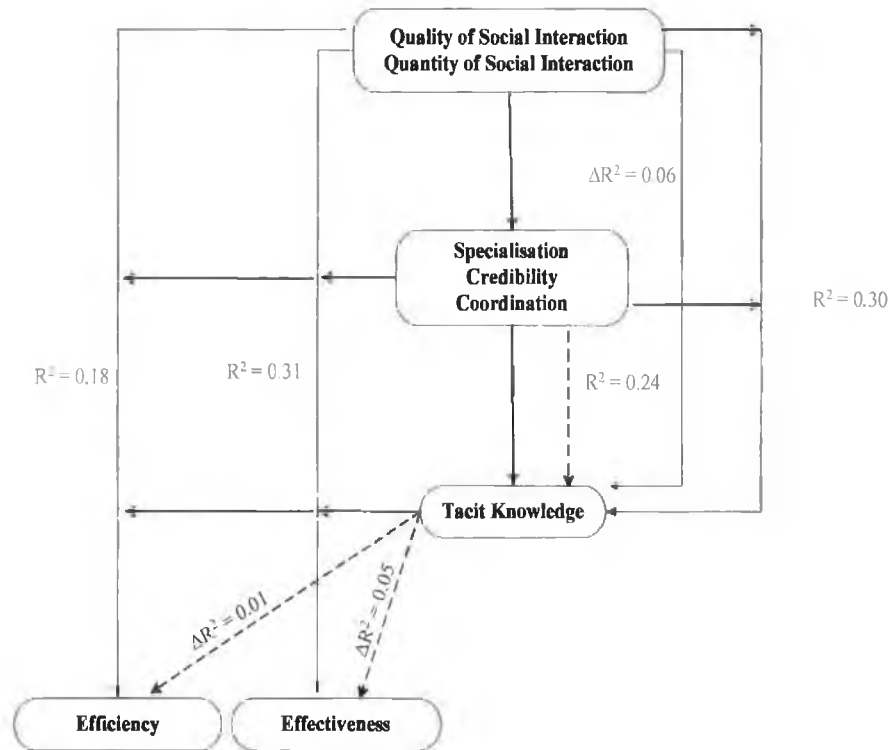 Quality of Social Interaction
Quantity of Social Interaction
ΔR² = 0.06
Specialisation
Credibility
Coordination
R² = 0.30
R² = 0.18
R² = 0.31
R² = 0.24
Tacit Knowledge
ΔR² = 0.01
ΔR² = 0.05
Efficiency
Effectiveness